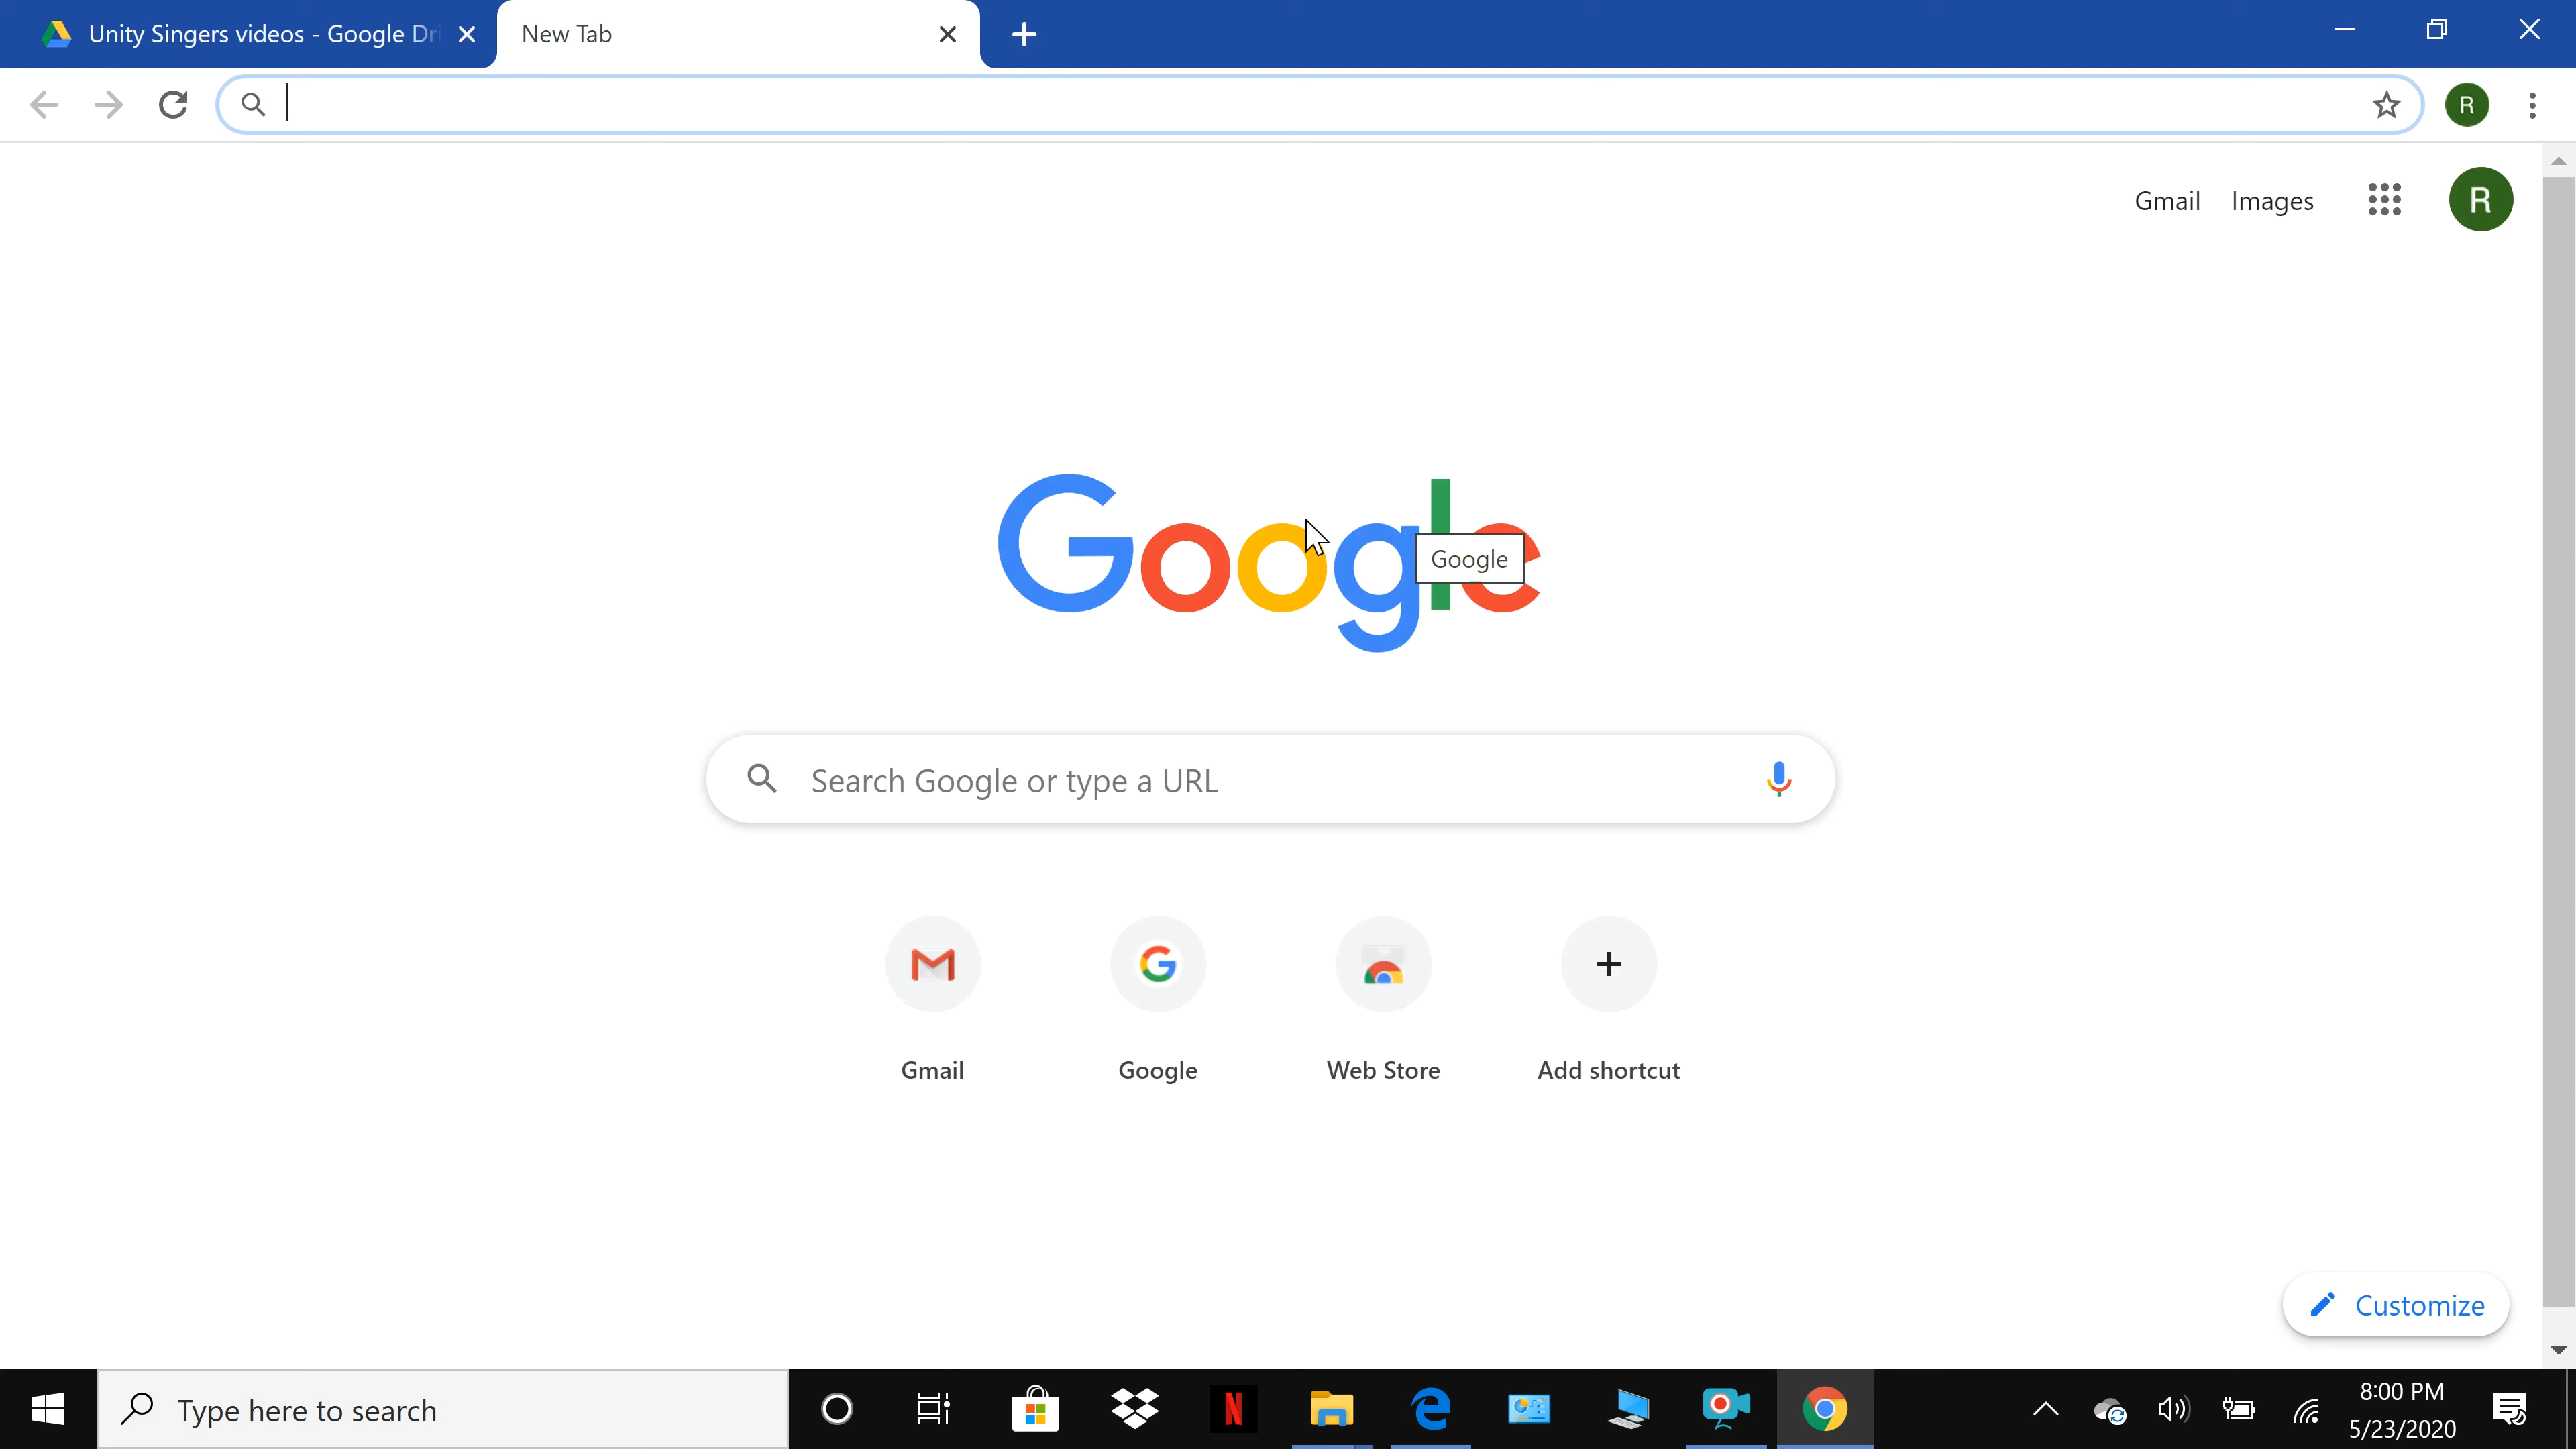 Unity Singers videos - Google Dri
New Tab
R
Gmail Images R
Google
Google
Search Google or type a URL
Gmail Google Web Store Add shortcut
Customize
Type here to search
8:00 PM
5/23/2020